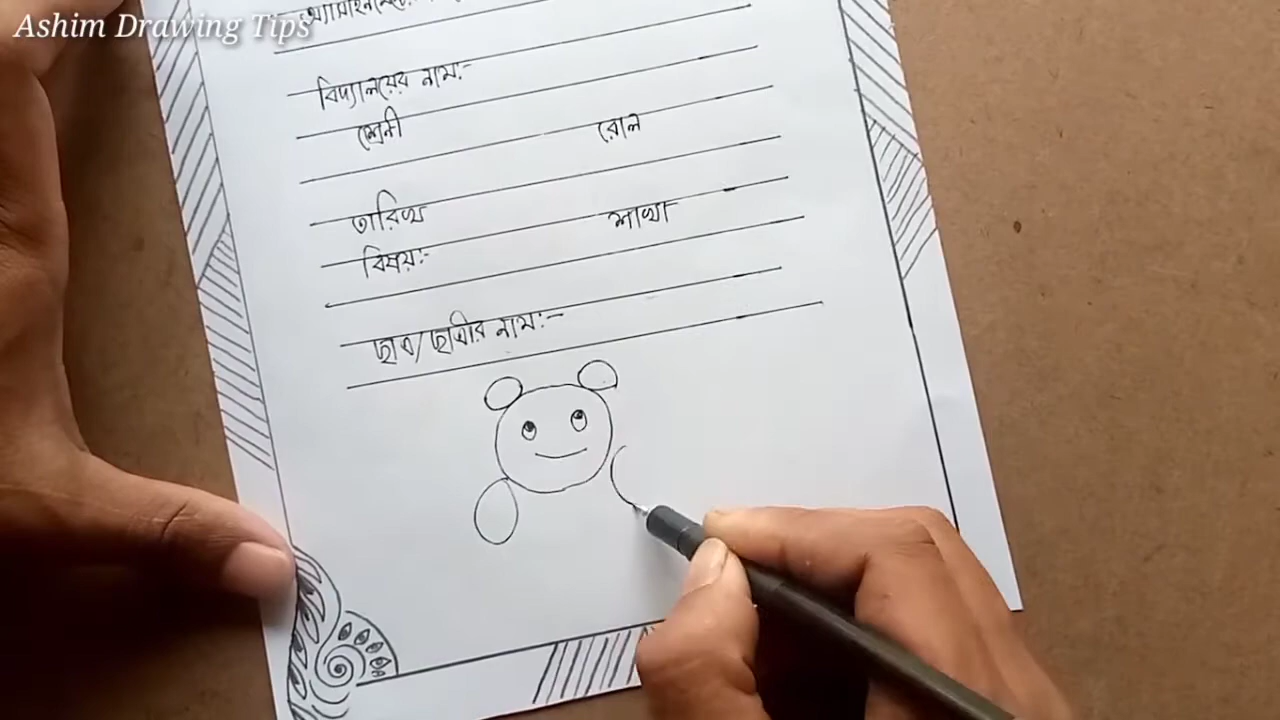 Ashim Drawing Tips
বিদ্যালয়ের নাম:-
শ্রেনী রোল
তারিখ শাখা
বিষয়:-
ছাত্র/ছাত্রীর নাম:-